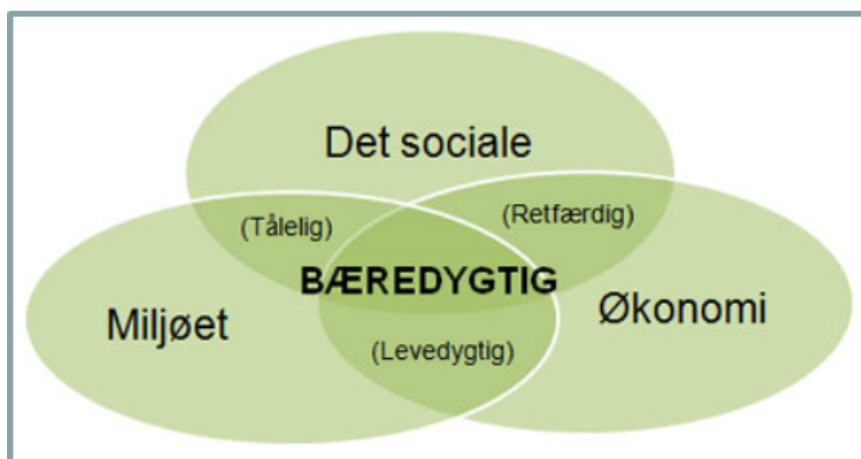 Det sociale
(Tålelig)
(Retfærdig)
BÆREDYGTIG
Miljøet
Økonomi
(Levedygtig)